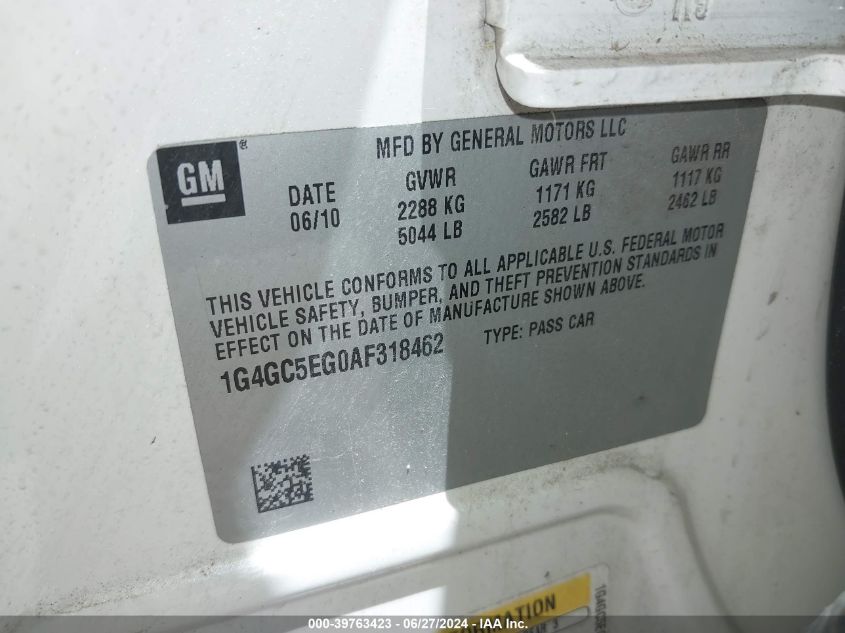 GM
MFD BY GENERAL MOTORS LLC
DATE GVWR GAWR FRT GAWR RR
06/10 2288 KG 1171 KG 1117 KG
5044 LB 2582 LB 2462 LB
THIS VEHICLE CONFORMS TO ALL APPLICABLE U.S. FEDERAL MOTOR
VEHICLE SAFETY, BUMPER, AND THEFT PREVENTION STANDARDS IN
EFFECT ON THE DATE OF MANUFACTURE SHOWN ABOVE.
1G4GC5EG0AF318462 TYPE: PASS CAR
000-39763423 - 06/27/2024 - 1G4GC5EG0AF318462